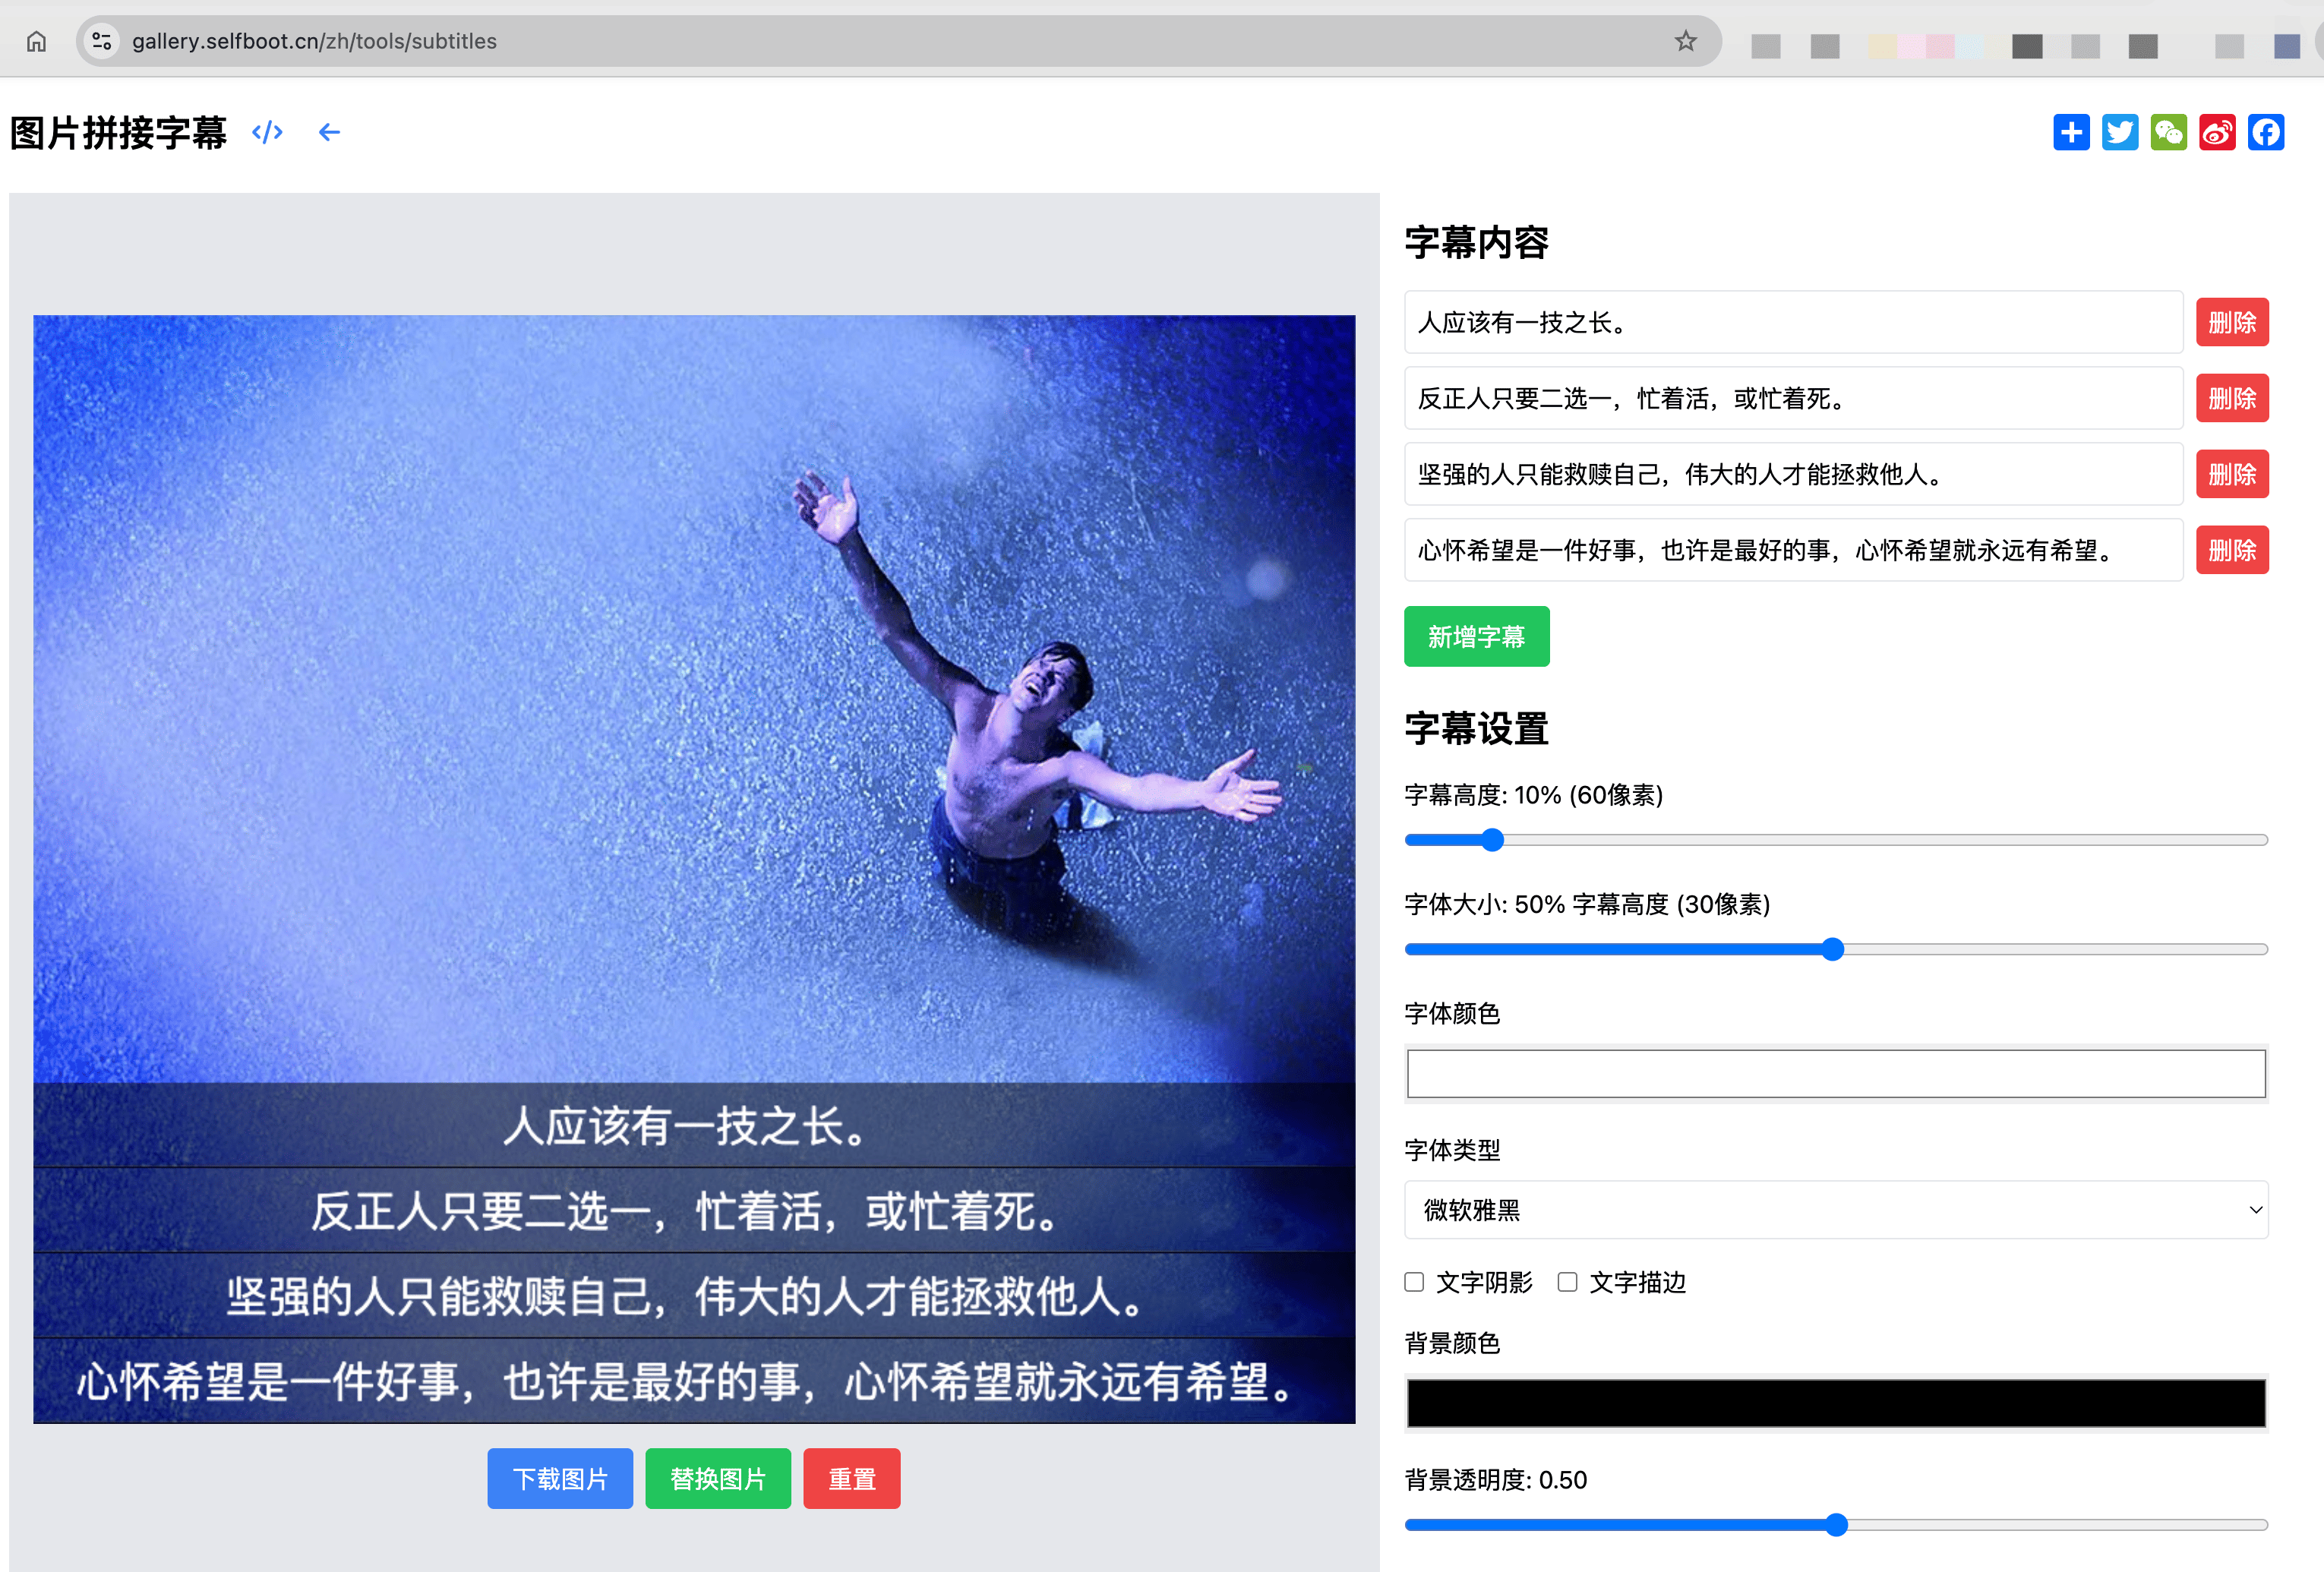 gallery.selfboot.cn/zh/tools/subtitles
图片拼接字幕
人应该有一技之长。
反正人只要二选一，忙着活，或忙着死。
坚强的人只能救赎自己，伟大的人才能拯救他人。
心怀希望是一件好事，也许是最好的事，心怀希望就永远有希望。
下载图片 替换图片 重置
字幕内容
人应该有一技之长。 删除
反正人只要二选一，忙着活，或忙着死。 删除
坚强的人只能救赎自己，伟大的人才能拯救他人。 删除
心怀希望是一件好事，也许是最好的事，心怀希望就永远有希望。 删除
新增字幕
字幕设置
字幕高度: 10% (60像素)
字体大小: 50% 字幕高度 (30像素)
字体颜色
字体类型
微软雅黑
文字阴影 文字描边
背景颜色
背景透明度: 0.50